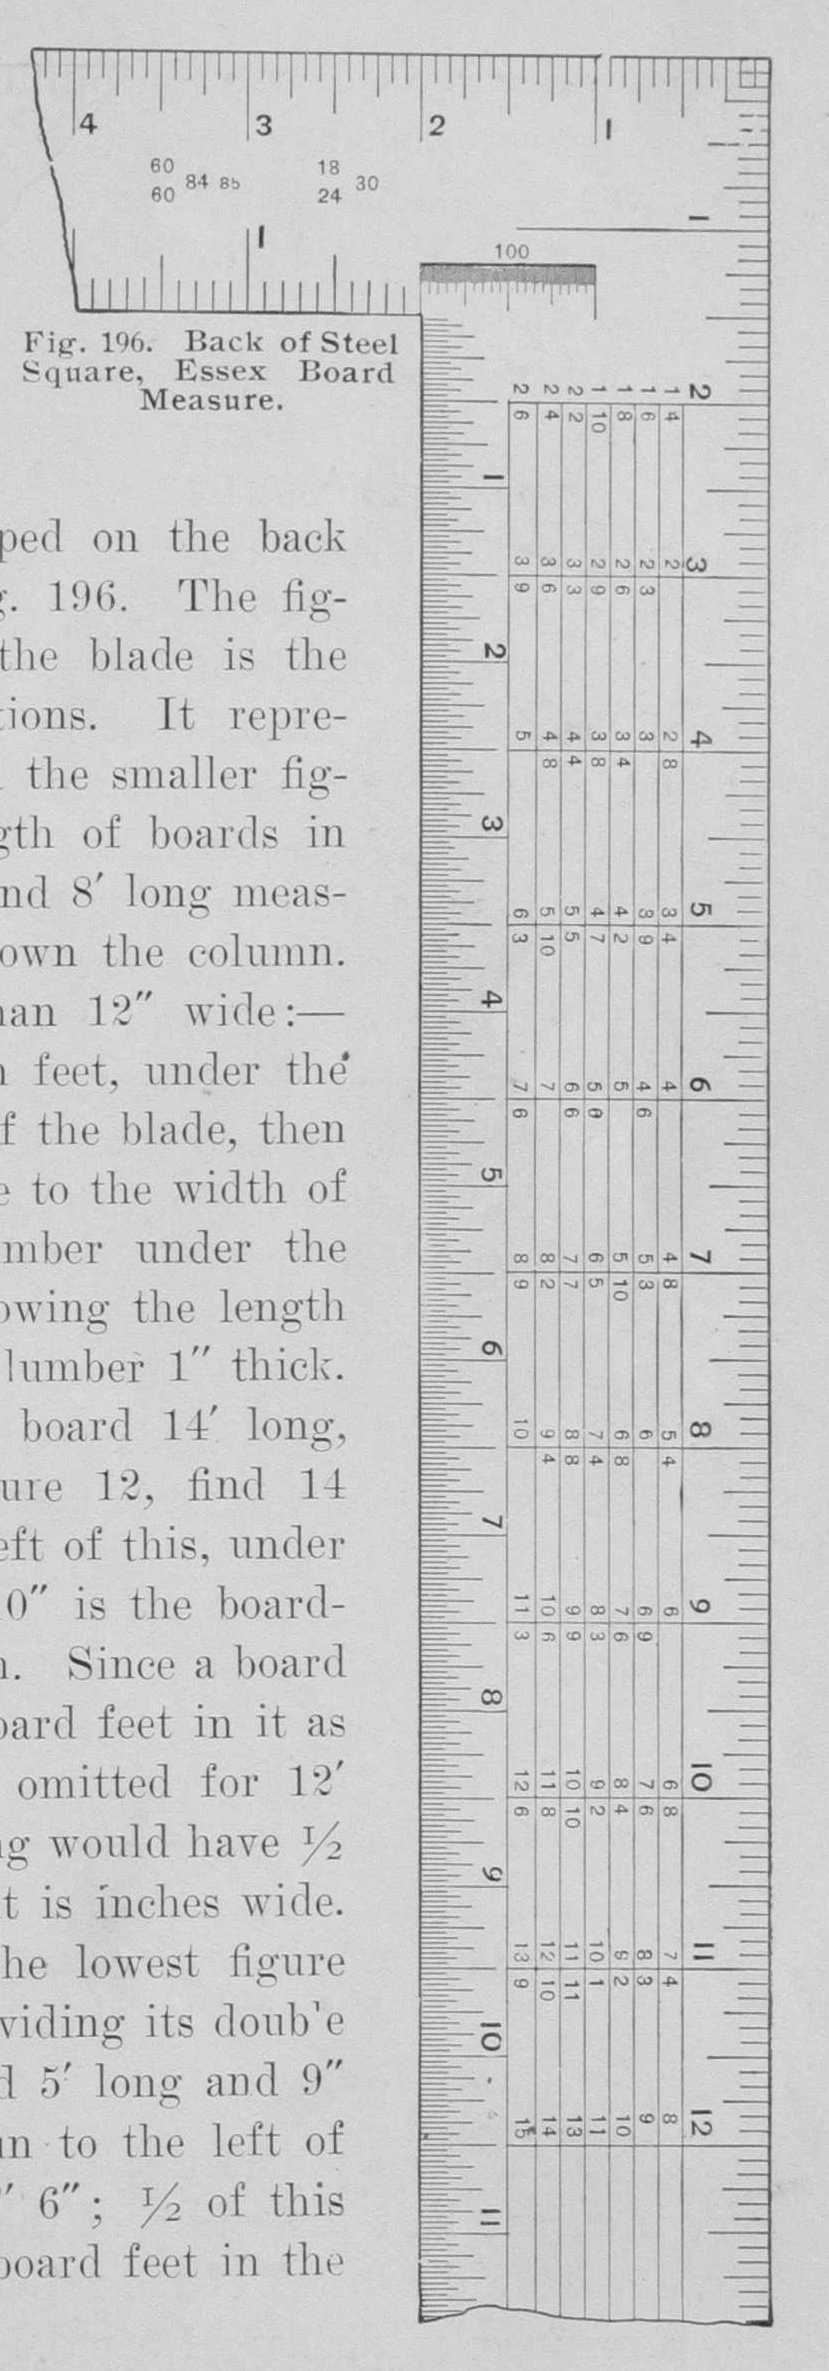 4 3 2 1
60 84 85 18 30
60 24
1
1
100
Fig. 196. Back of Steel
Square, Essex Board
Measure.
2 2 2 1 1 1 1 2
6 4 2 10 8 6 4
1
3 3 3 2 2 2 2 3
9 6 3 9 6 3
2
5 4 4 3 3 3 2 4
8 4 8 4 8
3
6 5 5 4 4 3 3 5
3 10 5 7 2 9 4
4
7 7 6 5 5 4 4 6
6 6 6
5
8 8 7 6 5 5 4 7
9 2 7 5 10 3 8
6
10 9 8 7 6 6 5 8
4 8 4 8 4
7
11 10 9 8 7 6 6 9
3 6 9 3 6 9
8
12 11 10 9 8 7 6 10
6 8 10 2 4 6 8
9
13 12 11 10 9 8 7 11
9 10 11 1 2 3 4
10
15 14 13 11 10 9 8 12
11
ped on the back
. 196. The fig-
the blade is the
tions. It repre-
the smaller fig-
gth of boards in
nd 8′ long meas-
own the column.
an 12″ wide:—
feet, under the
f the blade, then
e to the width of
mber under the
owing the length
lumber 1″ thick.
board 14′ long,
ure 12, find 14
eft of this, under
0″ is the board-
. Since a board
oard feet in it as
omitted for 12′
ng would have ½
t is inches wide.
he lowest figure
viding its doub'e
d 5′ long and 9″
n to the left of
′ 6″; ½ of this
board feet in the